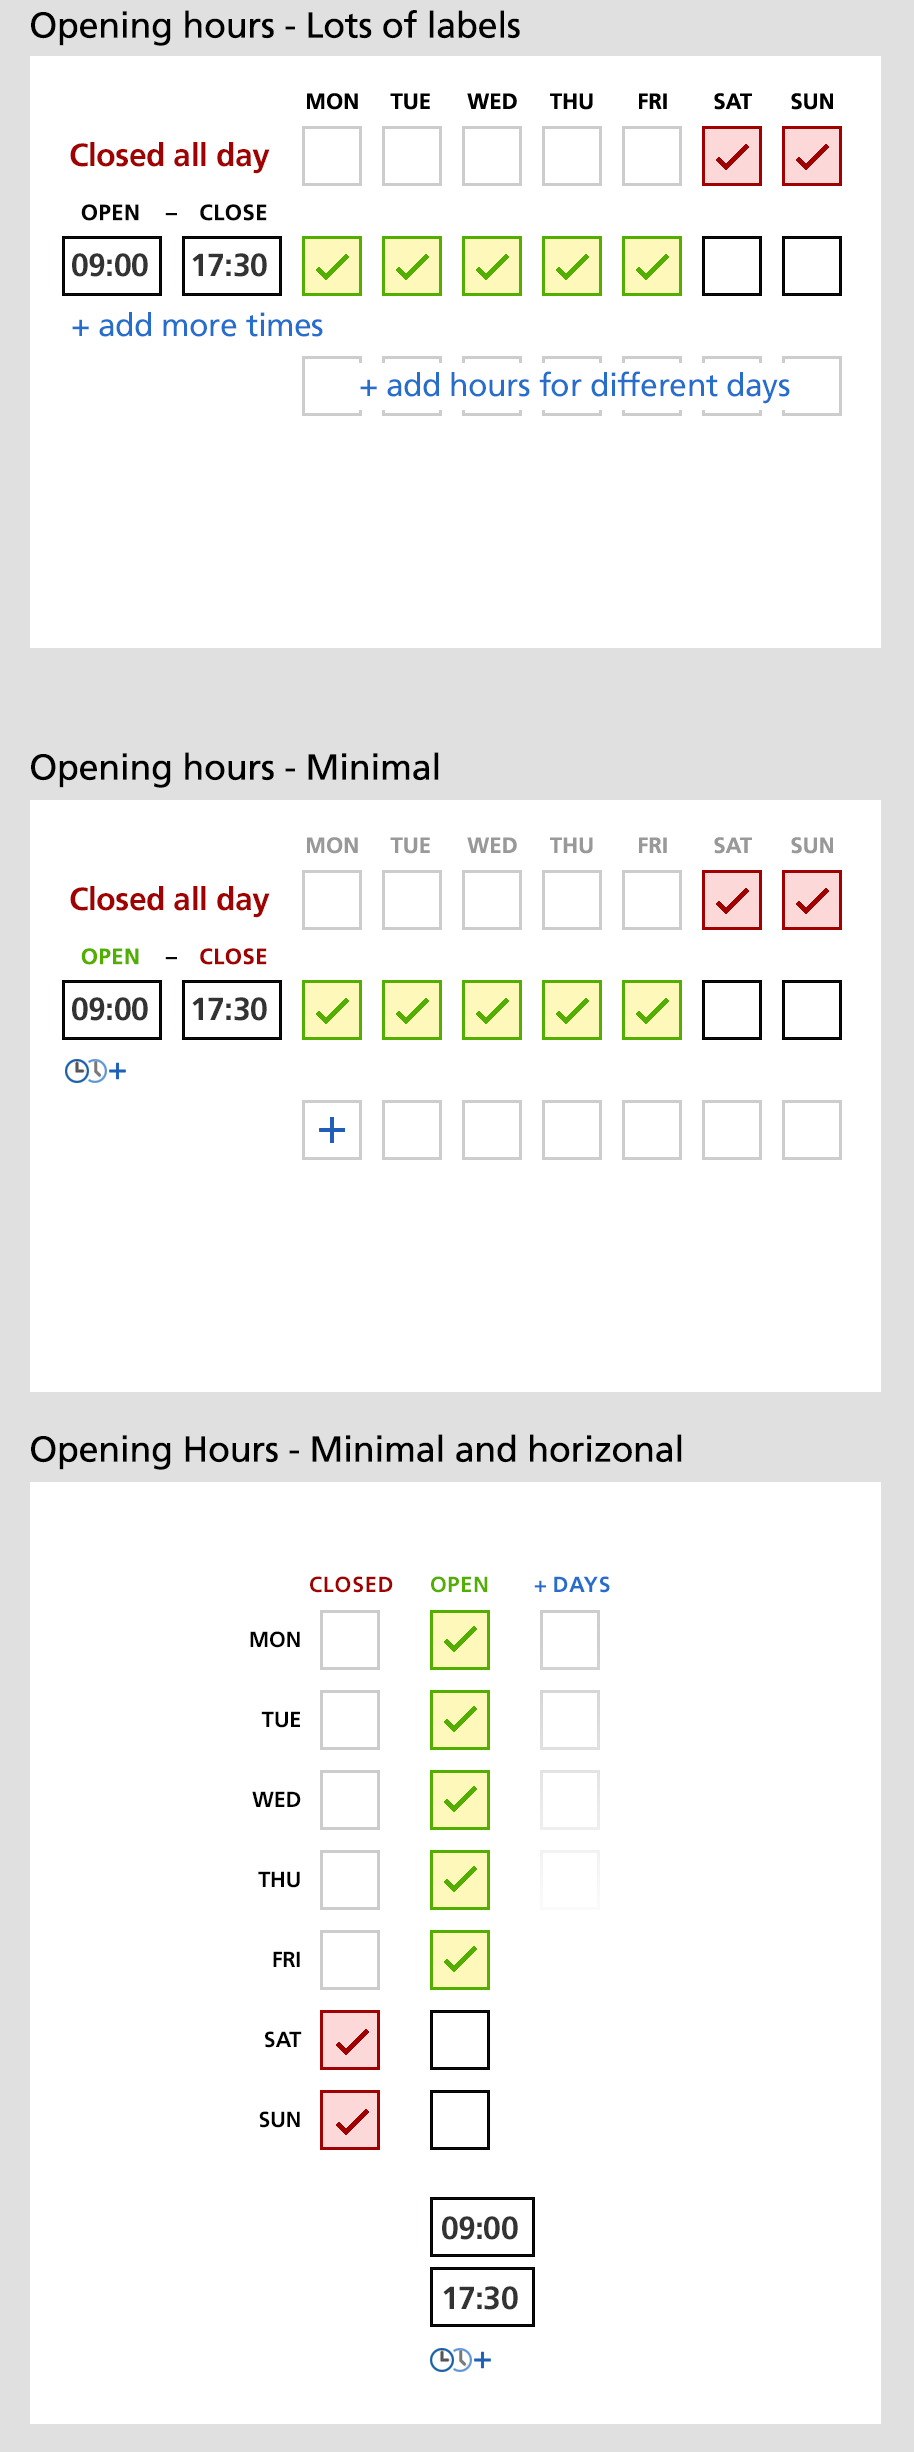 Opening hours - Lots of labels
MON TUE WED THU FRI SAT SUN
Closed all day
OPEN – CLOSE
09:00 17:30
+ add more times
+ add hours for different days
Opening hours - Minimal
MON TUE WED THU FRI SAT SUN
Closed all day
OPEN – CLOSE
09:00 17:30
+
+
Opening Hours - Minimal and horizonal
CLOSED OPEN + DAYS
MON
TUE
WED
THU
FRI
SAT
SUN
09:00
17:30
+